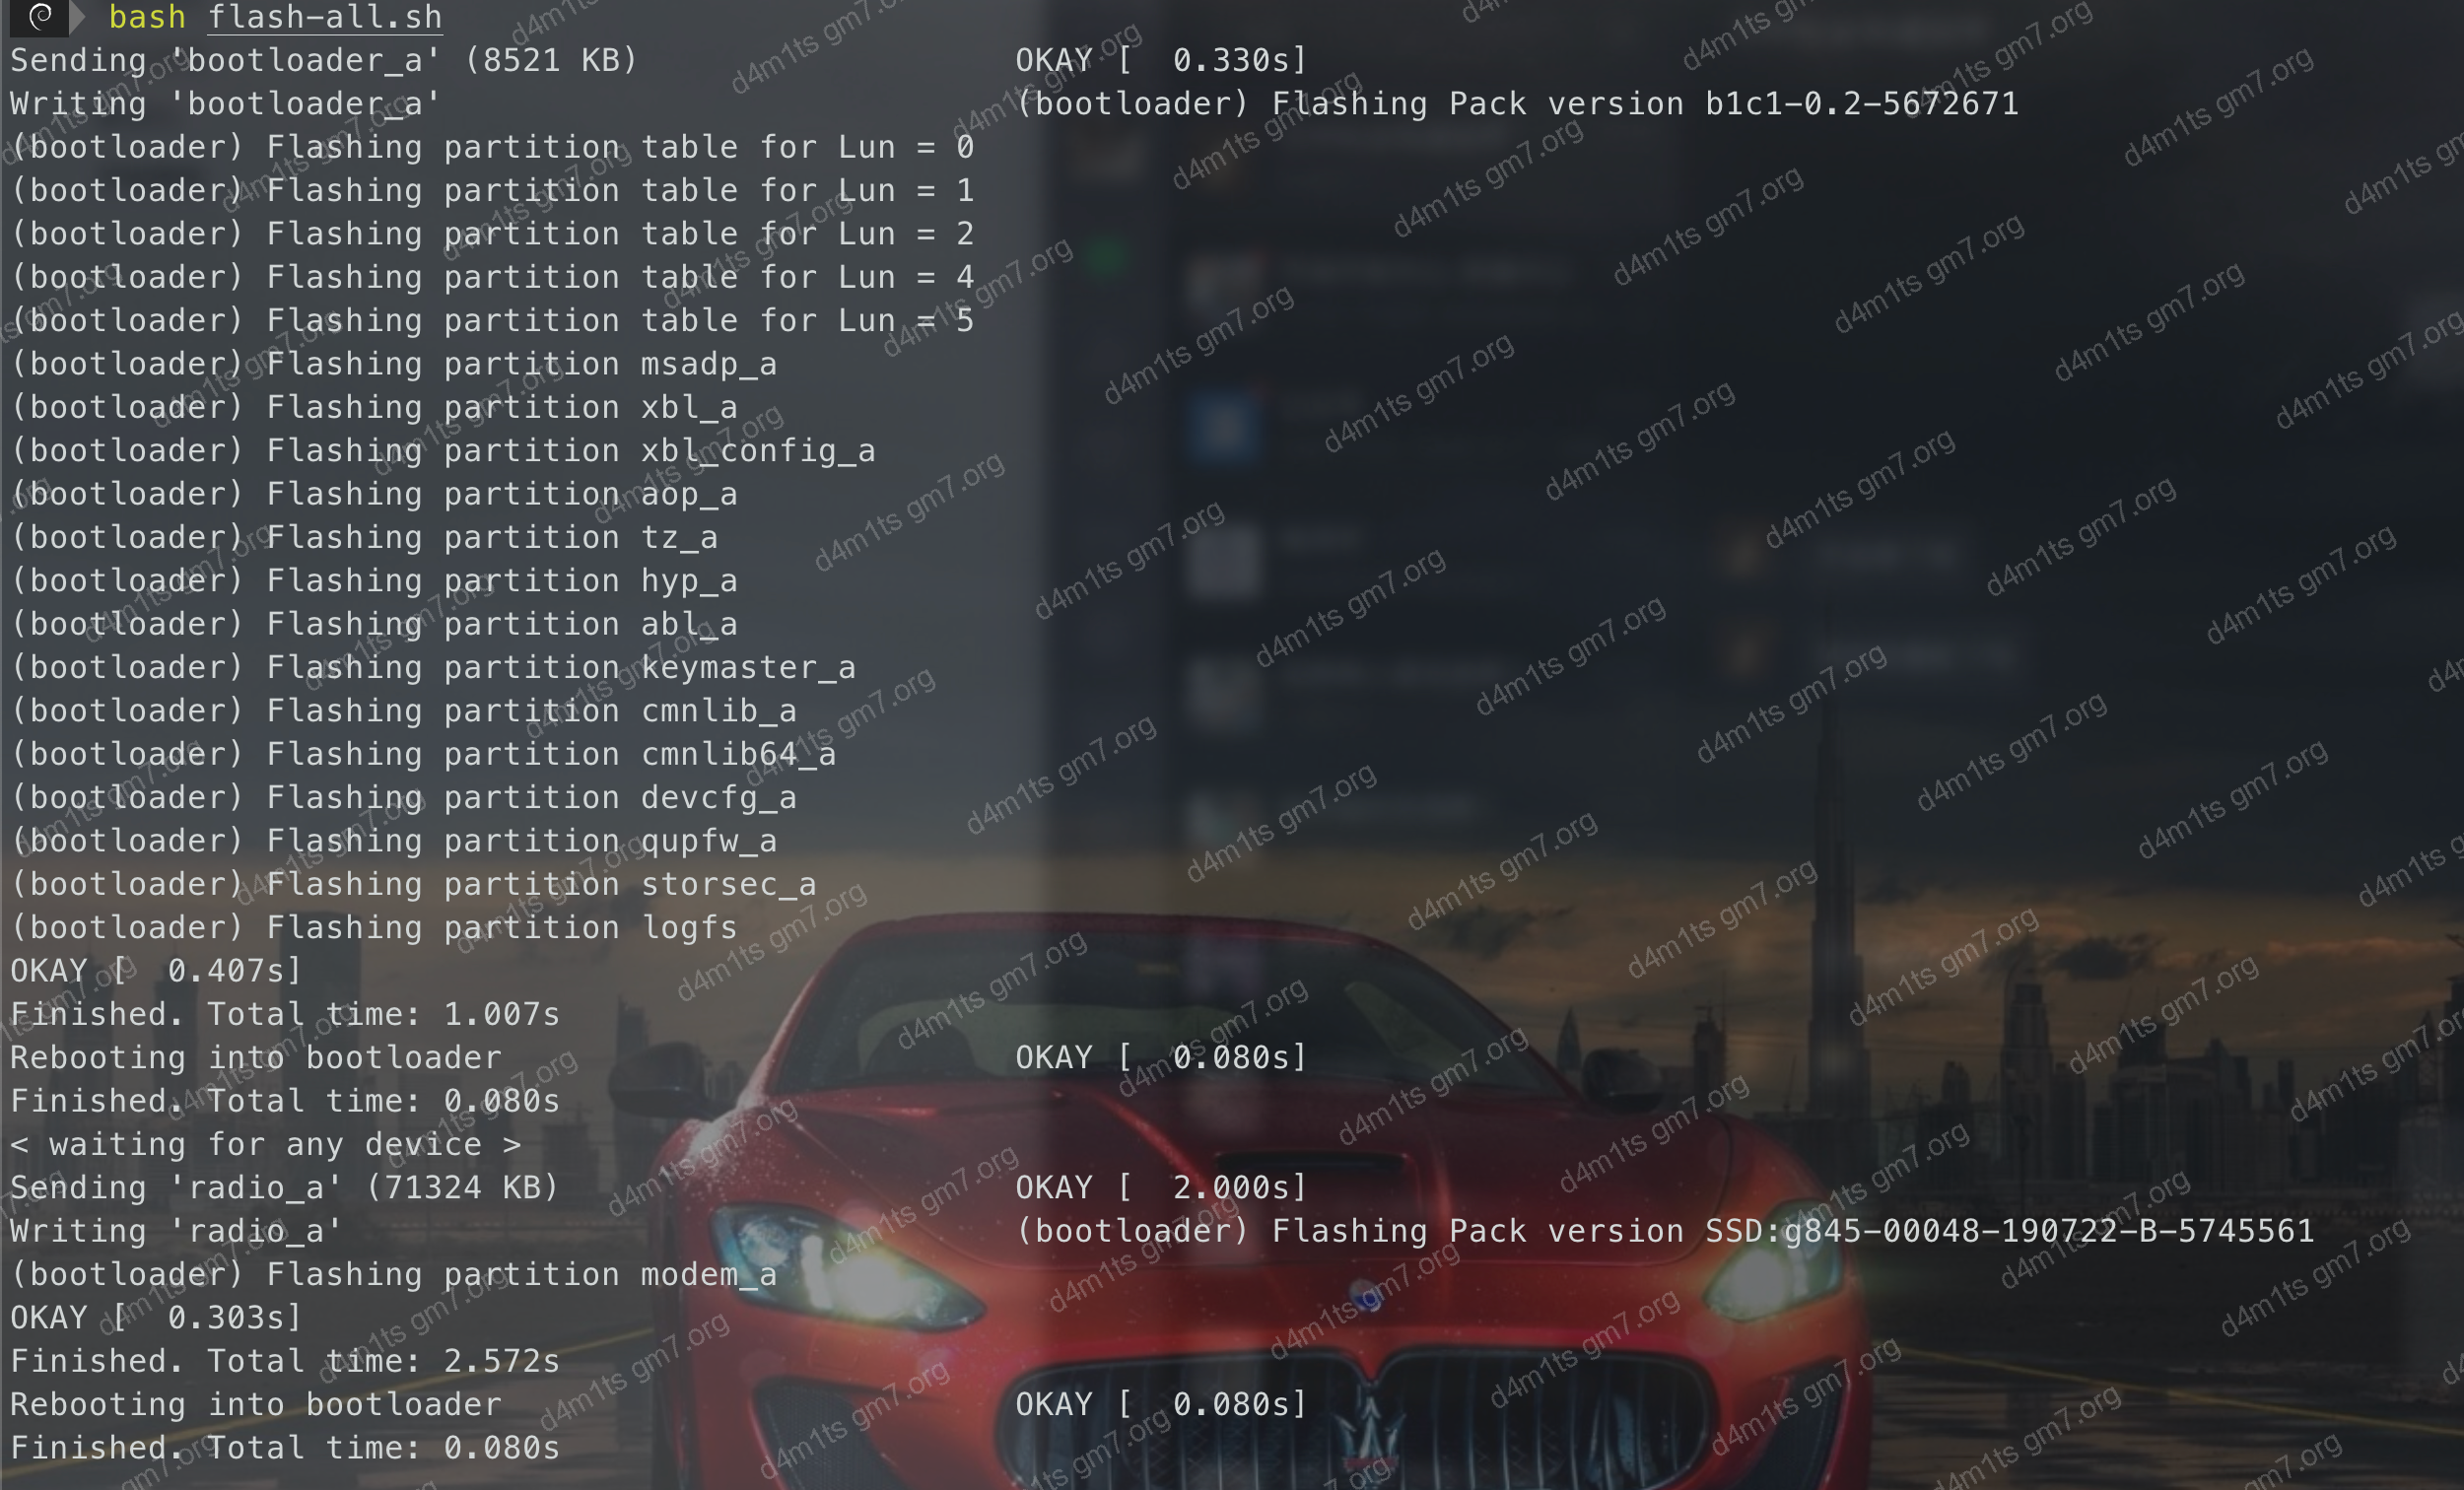 bash flash-all.sh
Sending 'bootloader_a' (8521 KB) OKAY [  0.330s]
Writing 'bootloader_a' (bootloader) Flashing Pack version b1c1-0.2-5672671
(bootloader) Flashing partition table for Lun = 0
(bootloader) Flashing partition table for Lun = 1
(bootloader) Flashing partition table for Lun = 2
(bootloader) Flashing partition table for Lun = 4
(bootloader) Flashing partition table for Lun = 5
(bootloader) Flashing partition msadp_a
(bootloader) Flashing partition xbl_a
(bootloader) Flashing partition xbl_config_a
(bootloader) Flashing partition aop_a
(bootloader) Flashing partition tz_a
(bootloader) Flashing partition hyp_a
(bootloader) Flashing partition abl_a
(bootloader) Flashing partition keymaster_a
(bootloader) Flashing partition cmnlib_a
(bootloader) Flashing partition cmnlib64_a
(bootloader) Flashing partition devcfg_a
(bootloader) Flashing partition qupfw_a
(bootloader) Flashing partition storsec_a
(bootloader) Flashing partition logfs
OKAY [  0.407s]
Finished. Total time: 1.007s
Rebooting into bootloader OKAY [  0.080s]
Finished. Total time: 0.080s
< waiting for any device >
Sending 'radio_a' (71324 KB) OKAY [  2.000s]
Writing 'radio_a' (bootloader) Flashing Pack version SSD:g845-00048-190722-B-5745561
(bootloader) Flashing partition modem_a
OKAY [  0.303s]
Finished. Total time: 2.572s
Rebooting into bootloader OKAY [  0.080s]
Finished. Total time: 0.080s
d4m1ts gm7.org